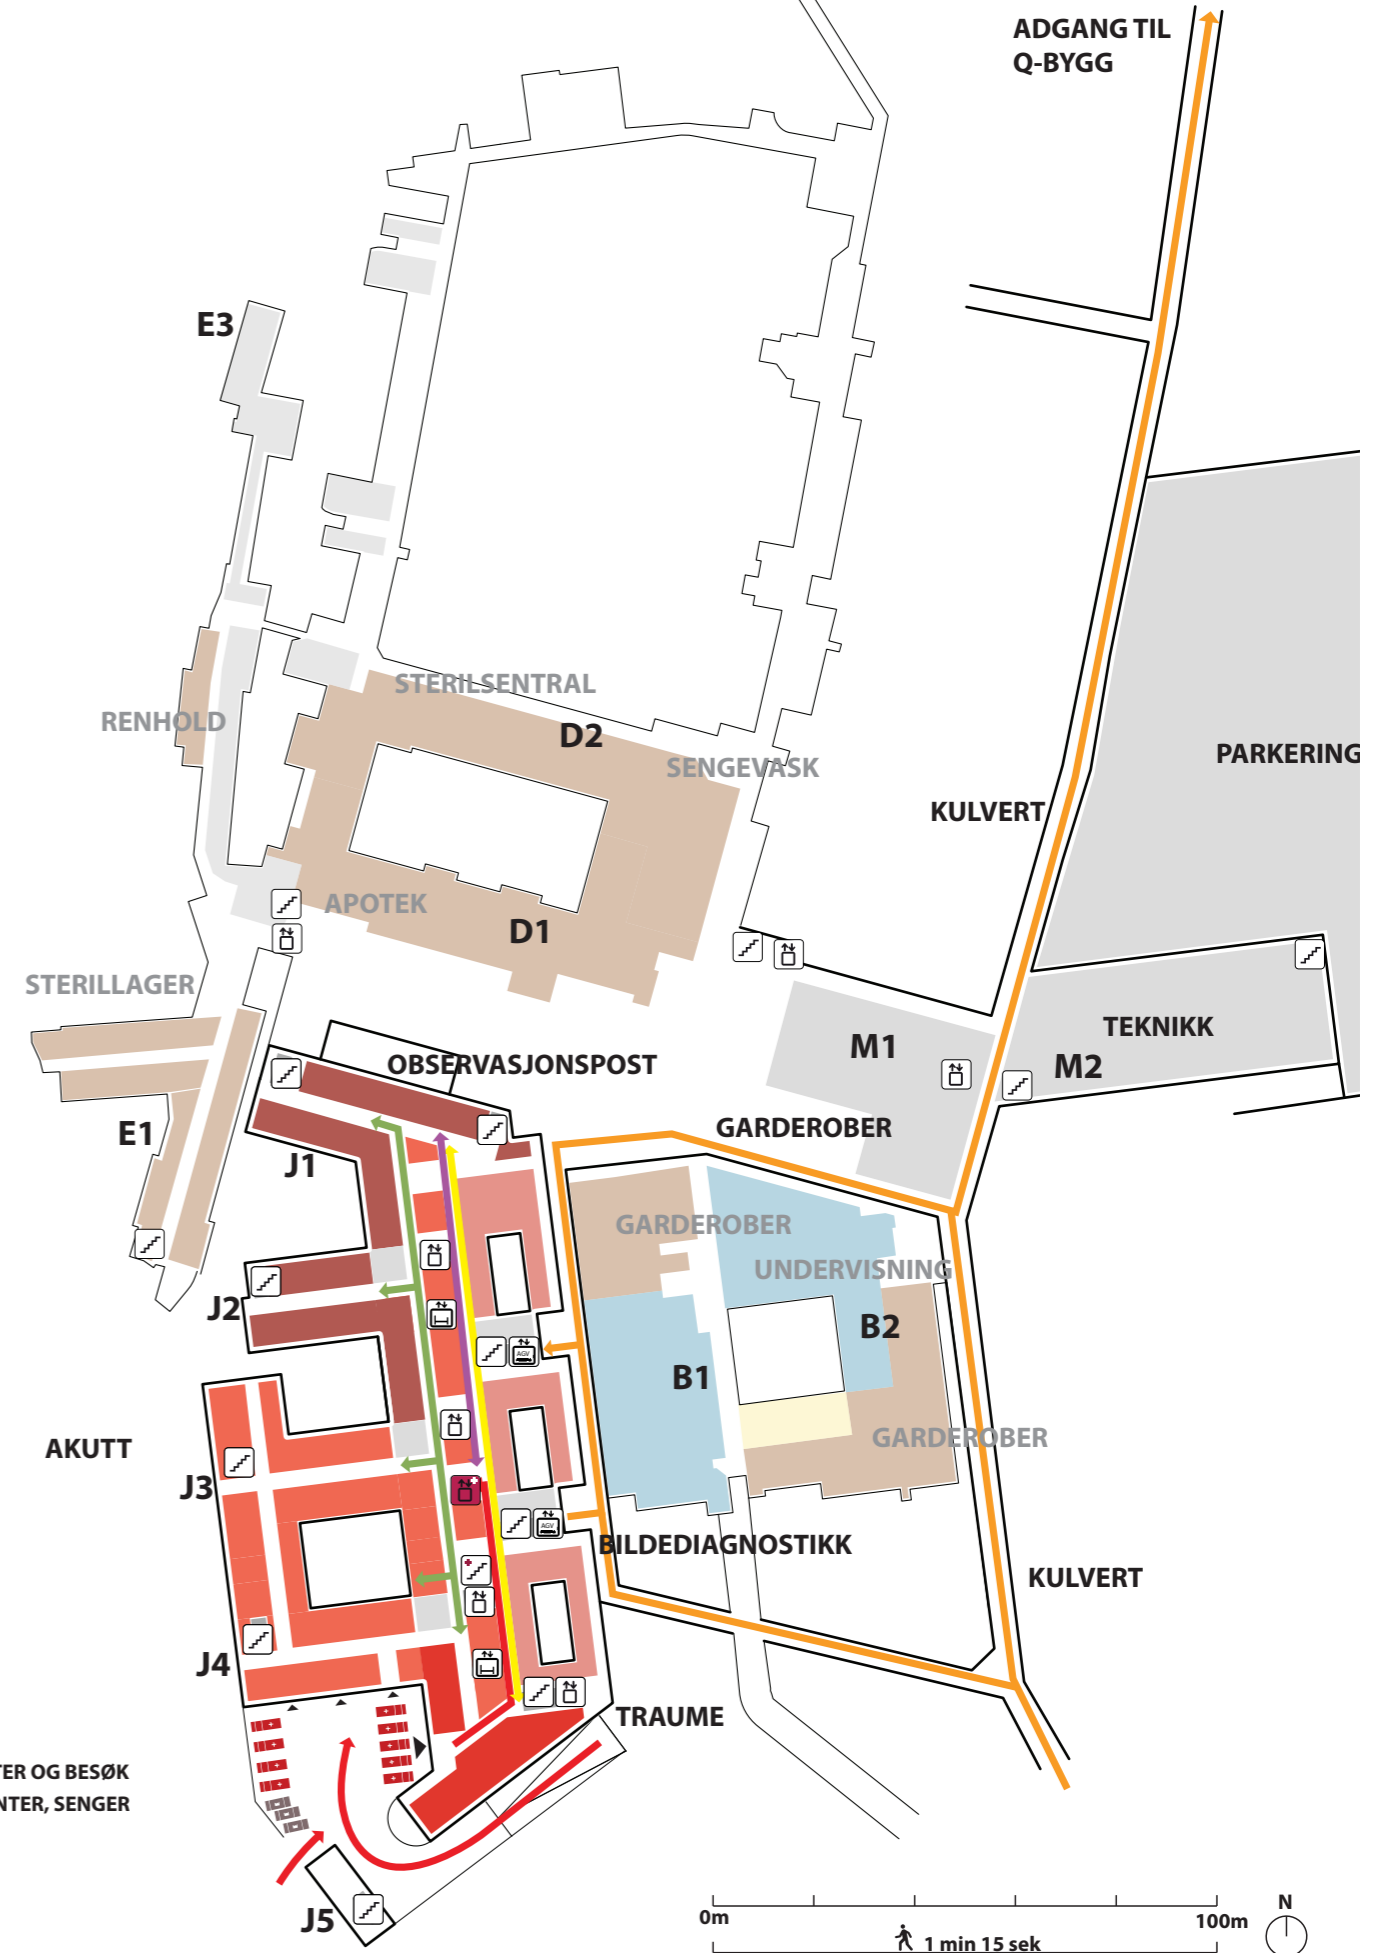 ADGANG TIL
Q-BYGG
E3
STERILSENTRAL
RENHOLD
D2
SENGEVASK
PARKERING
KULVERT
APOTEK
D1
STERILLAGER
TEKNIKK
M1
M2
OBSERVASJONSPOST
E1
GARDEROBER
J1
GARDEROBER
UNDERVISNING
J2
B2
AGV
B1
AKUTT
GARDEROBER
J3
AGV
BILDEDIAGNOSTIKK
KULVERT
J4
TRAUME
TER OG BESØK
NTER, SENGER
J5
0m
100m
N
1 min 15 sek